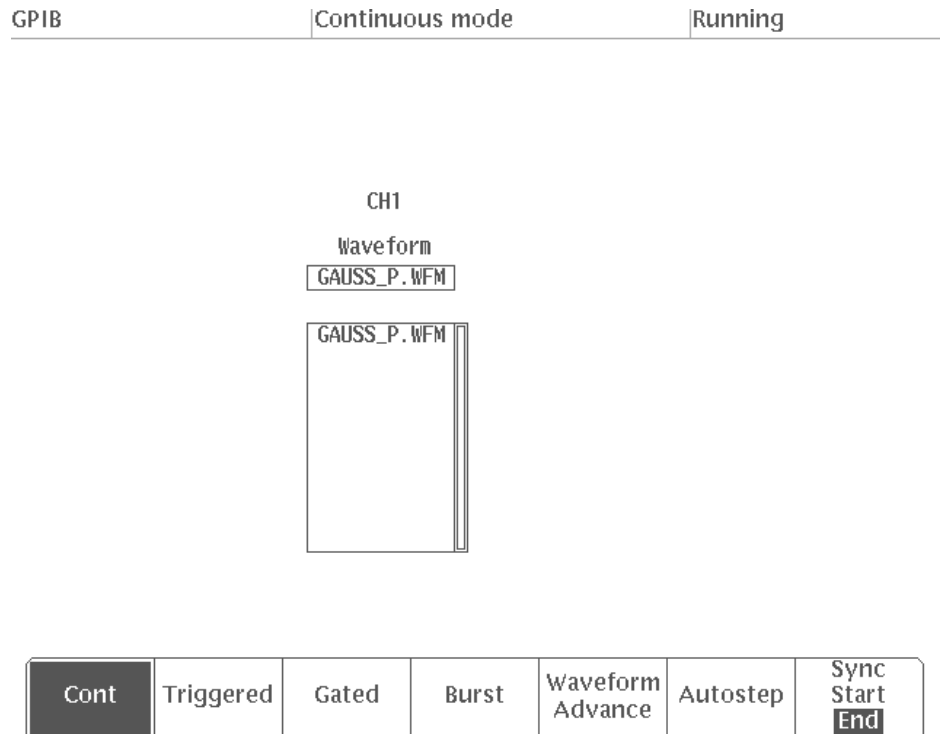 GPIB Continuous mode Running
CH1
Waveform
GAUSS_P.WFM
GAUSS_P.WFM
Cont
Triggered
Gated
Burst
Waveform
Advance
Autostep
Sync
Start
End